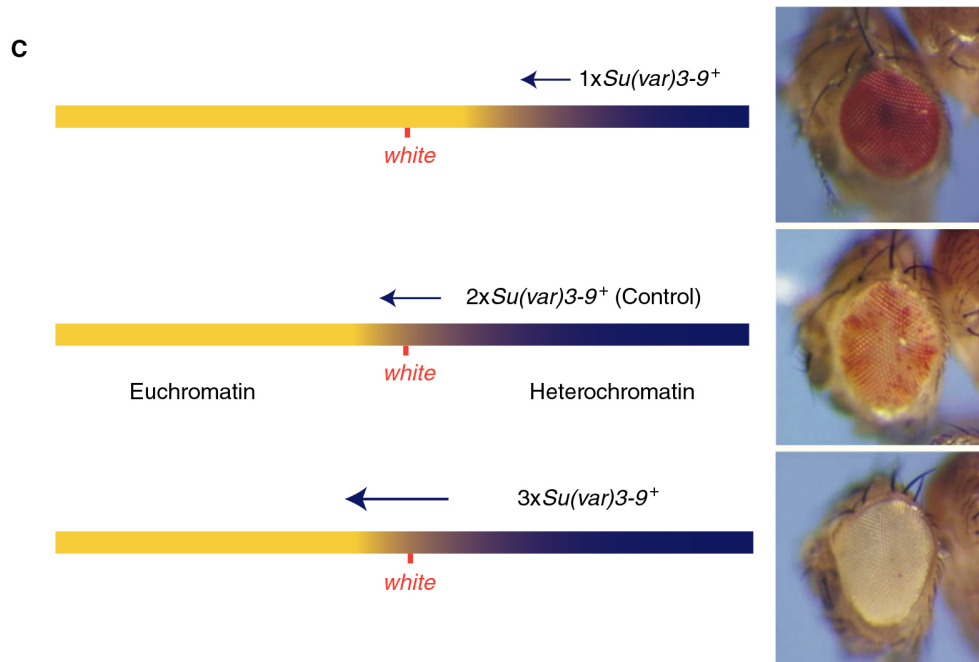 C
1xSu(var)3-9⁺
white
2xSu(var)3-9⁺ (Control)
white
Euchromatin Heterochromatin
3xSu(var)3-9⁺
white